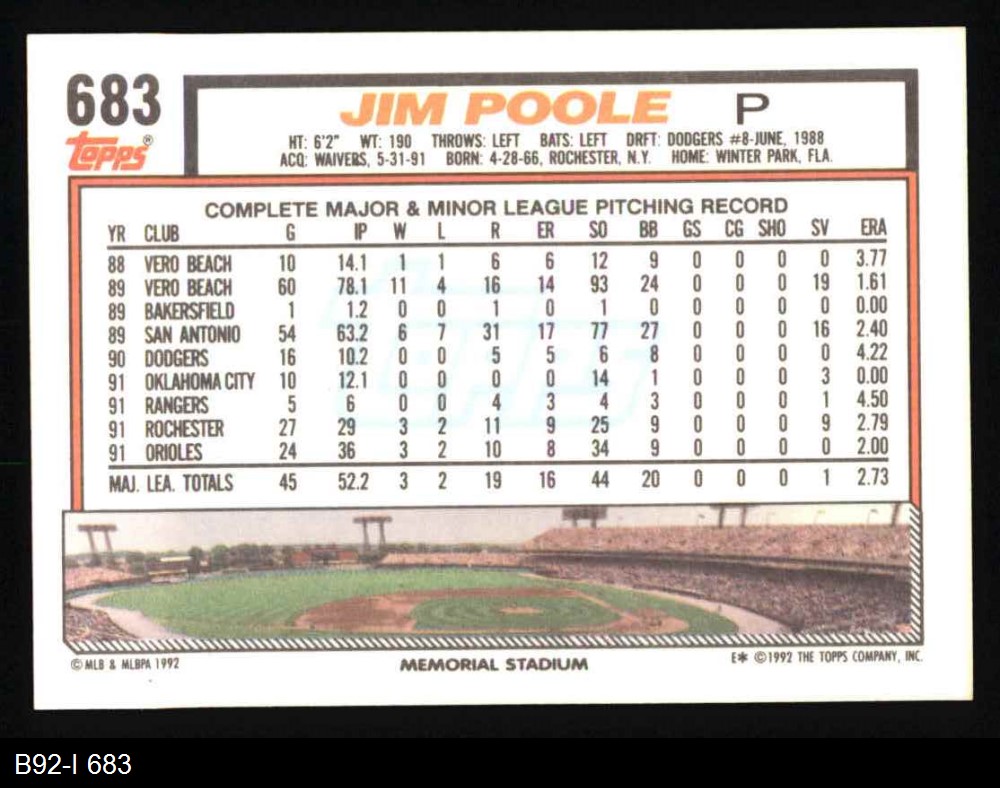 683
Topps®
JIM POOLE P
HT: 6'2" WT: 190 THROWS: LEFT BATS: LEFT DRFT: DODGERS #8-JUNE, 1988
ACQ: WAIVERS, 5-31-91 BORN: 4-28-66, ROCHESTER, N.Y. HOME: WINTER PARK, FLA.
COMPLETE MAJOR & MINOR LEAGUE PITCHING RECORD
YR CLUB G IP W L R ER SO BB GS CG SHO SV ERA
88 VERO BEACH 10 14.1 1 1 6 6 12 9 0 0 0 0 3.77
89 VERO BEACH 60 78.1 11 4 16 14 93 24 0 0 0 19 1.61
89 BAKERSFIELD 1 1.2 0 0 1 0 1 0 0 0 0 0 0.00
89 SAN ANTONIO 54 63.2 6 7 31 17 77 27 0 0 0 16 2.40
90 DODGERS 16 10.2 0 0 5 5 6 8 0 0 0 0 4.22
91 OKLAHOMA CITY 10 12.1 0 0 0 0 14 1 0 0 0 3 0.00
91 RANGERS 5 6 0 0 4 3 4 3 0 0 0 1 4.50
91 ROCHESTER 27 29 3 2 11 9 25 9 0 0 0 9 2.79
91 ORIOLES 24 36 3 2 10 8 34 9 0 0 0 0 2.00
MAJ. LEA. TOTALS 45 52.2 3 2 19 16 44 20 0 0 0 1 2.73
© MLB & MLBPA 1992
MEMORIAL STADIUM
E* ©1992 THE TOPPS COMPANY, INC.
B92-I 683